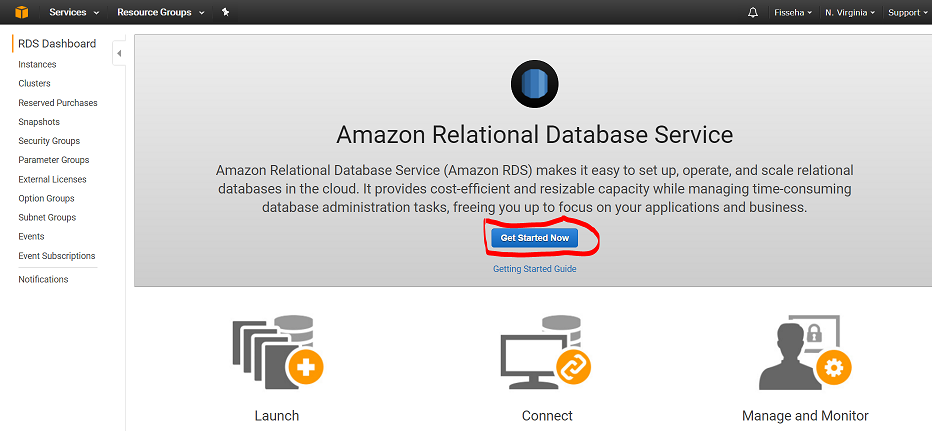 Services
Resource Groups
Fisseha
N. Virginia
Support
RDS Dashboard
Instances
Clusters
Reserved Purchases
Snapshots
Security Groups
Parameter Groups
External Licenses
Option Groups
Subnet Groups
Events
Event Subscriptions
Notifications
Amazon Relational Database Service
Amazon Relational Database Service (Amazon RDS) makes it easy to set up, operate, and scale relational
databases in the cloud. It provides cost-efficient and resizable capacity while managing time-consuming
database administration tasks, freeing you up to focus on your applications and business.
Get Started Now
Getting Started Guide
Launch
Connect
Manage and Monitor